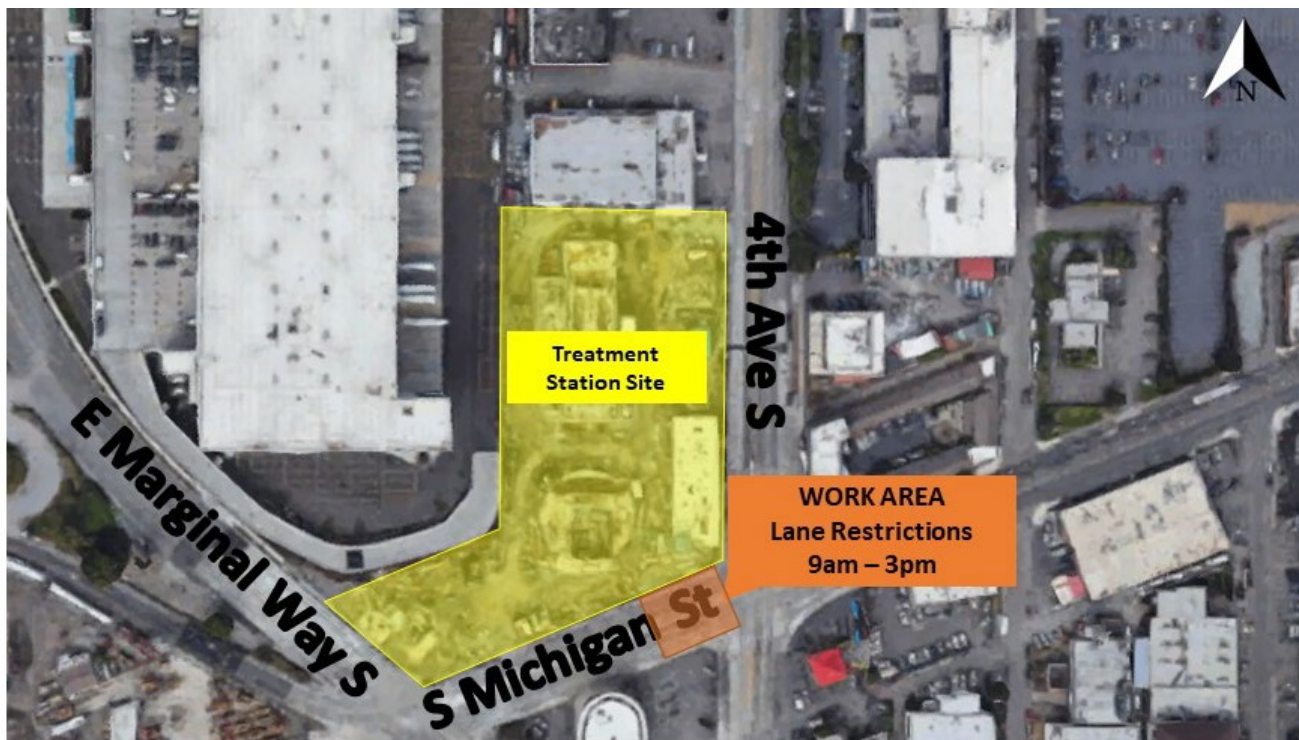 N
4th Ave S
Treatment
Station Site
E Marginal Way S
WORK AREA
Lane Restrictions
9am – 3pm
S Michigan St